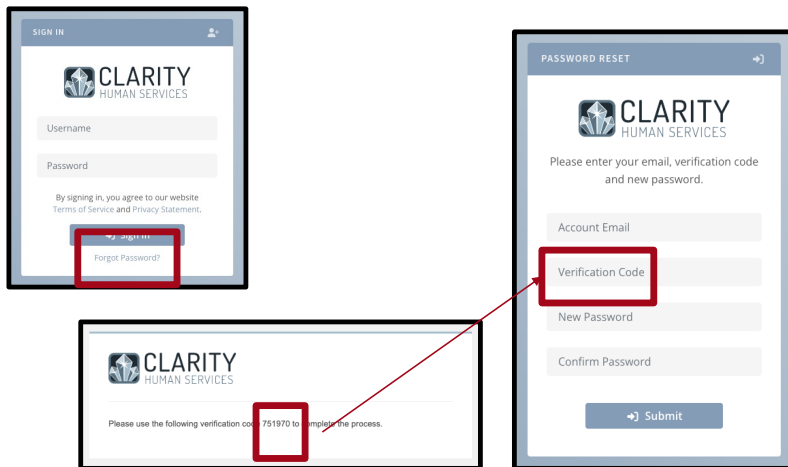 SIGN IN
CLARITY
HUMAN SERVICES
Username
Password
By signing in, you agree to our website
Terms of Service and Privacy Statement.
Sign in
Forgot Password?
CLARITY
HUMAN SERVICES
Please use the following verification code 751970 to complete the process.
PASSWORD RESET
CLARITY
HUMAN SERVICES
Please enter your email, verification code
and new password.
Account Email
Verification Code
New Password
Confirm Password
Submit